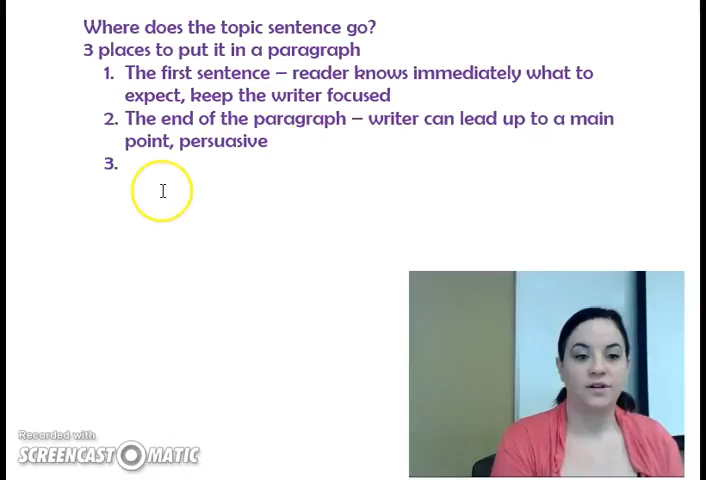 Where does the topic sentence go?
3 places to put it in a paragraph
1. The first sentence – reader knows immediately what to
expect, keep the writer focused
2. The end of the paragraph – writer can lead up to a main
point, persuasive
3.
Recorded with
SCREENCAST MATIC